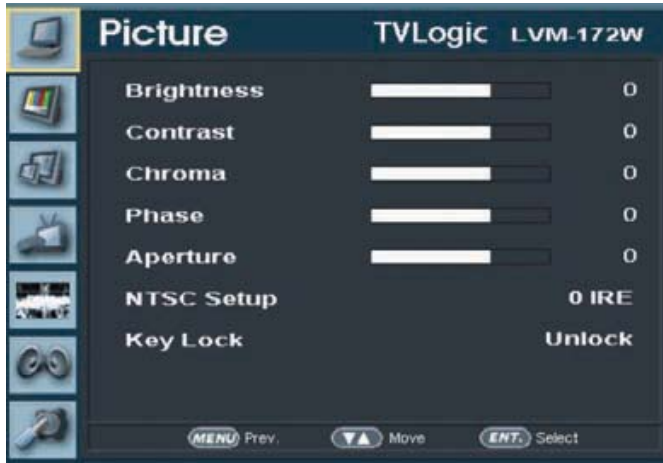 Picture TVLogic LVM-172W
Brightness 0
Contrast 0
Chroma 0
Phase 0
Aperture 0
NTSC Setup 0 IRE
Key Lock Unlock
MENU Prev. ▼▲ Move ENT. Select